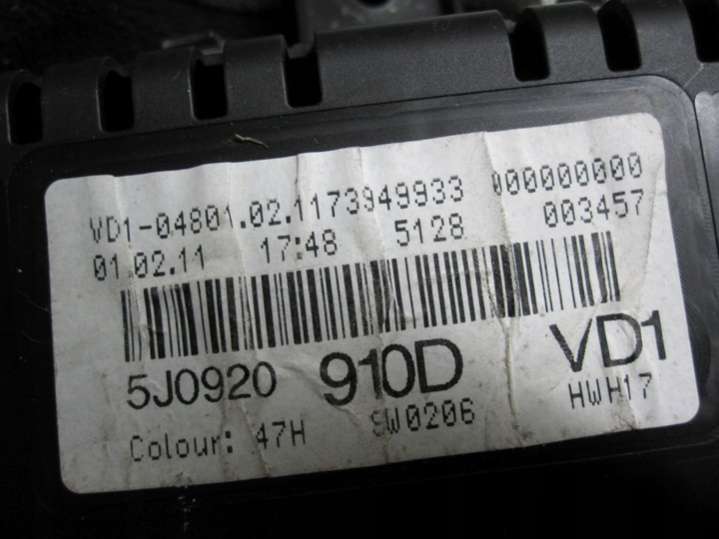 VD1-04801.02.1173949933 000000000
01.02.11 17:48 5128 003457
5J0920 910D VD1
Colour: 47H SW0206 HWH17